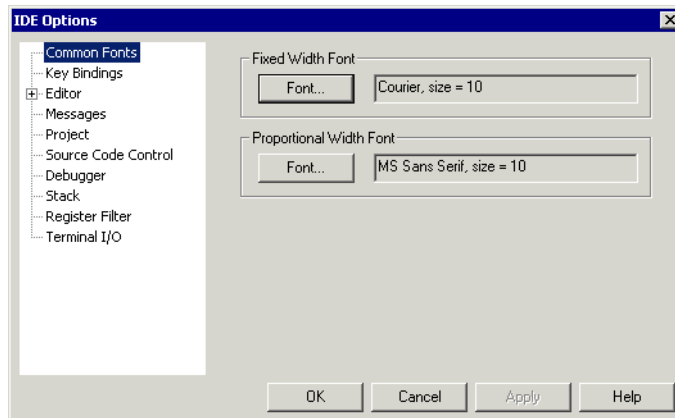 IDE Options
Common Fonts
Key Bindings
Editor
Messages
Project
Source Code Control
Debugger
Stack
Register Filter
Terminal I/O
Fixed Width Font
Font...
Courier, size = 10
Proportional Width Font
Font...
MS Sans Serif, size = 10
OK
Cancel
Apply
Help